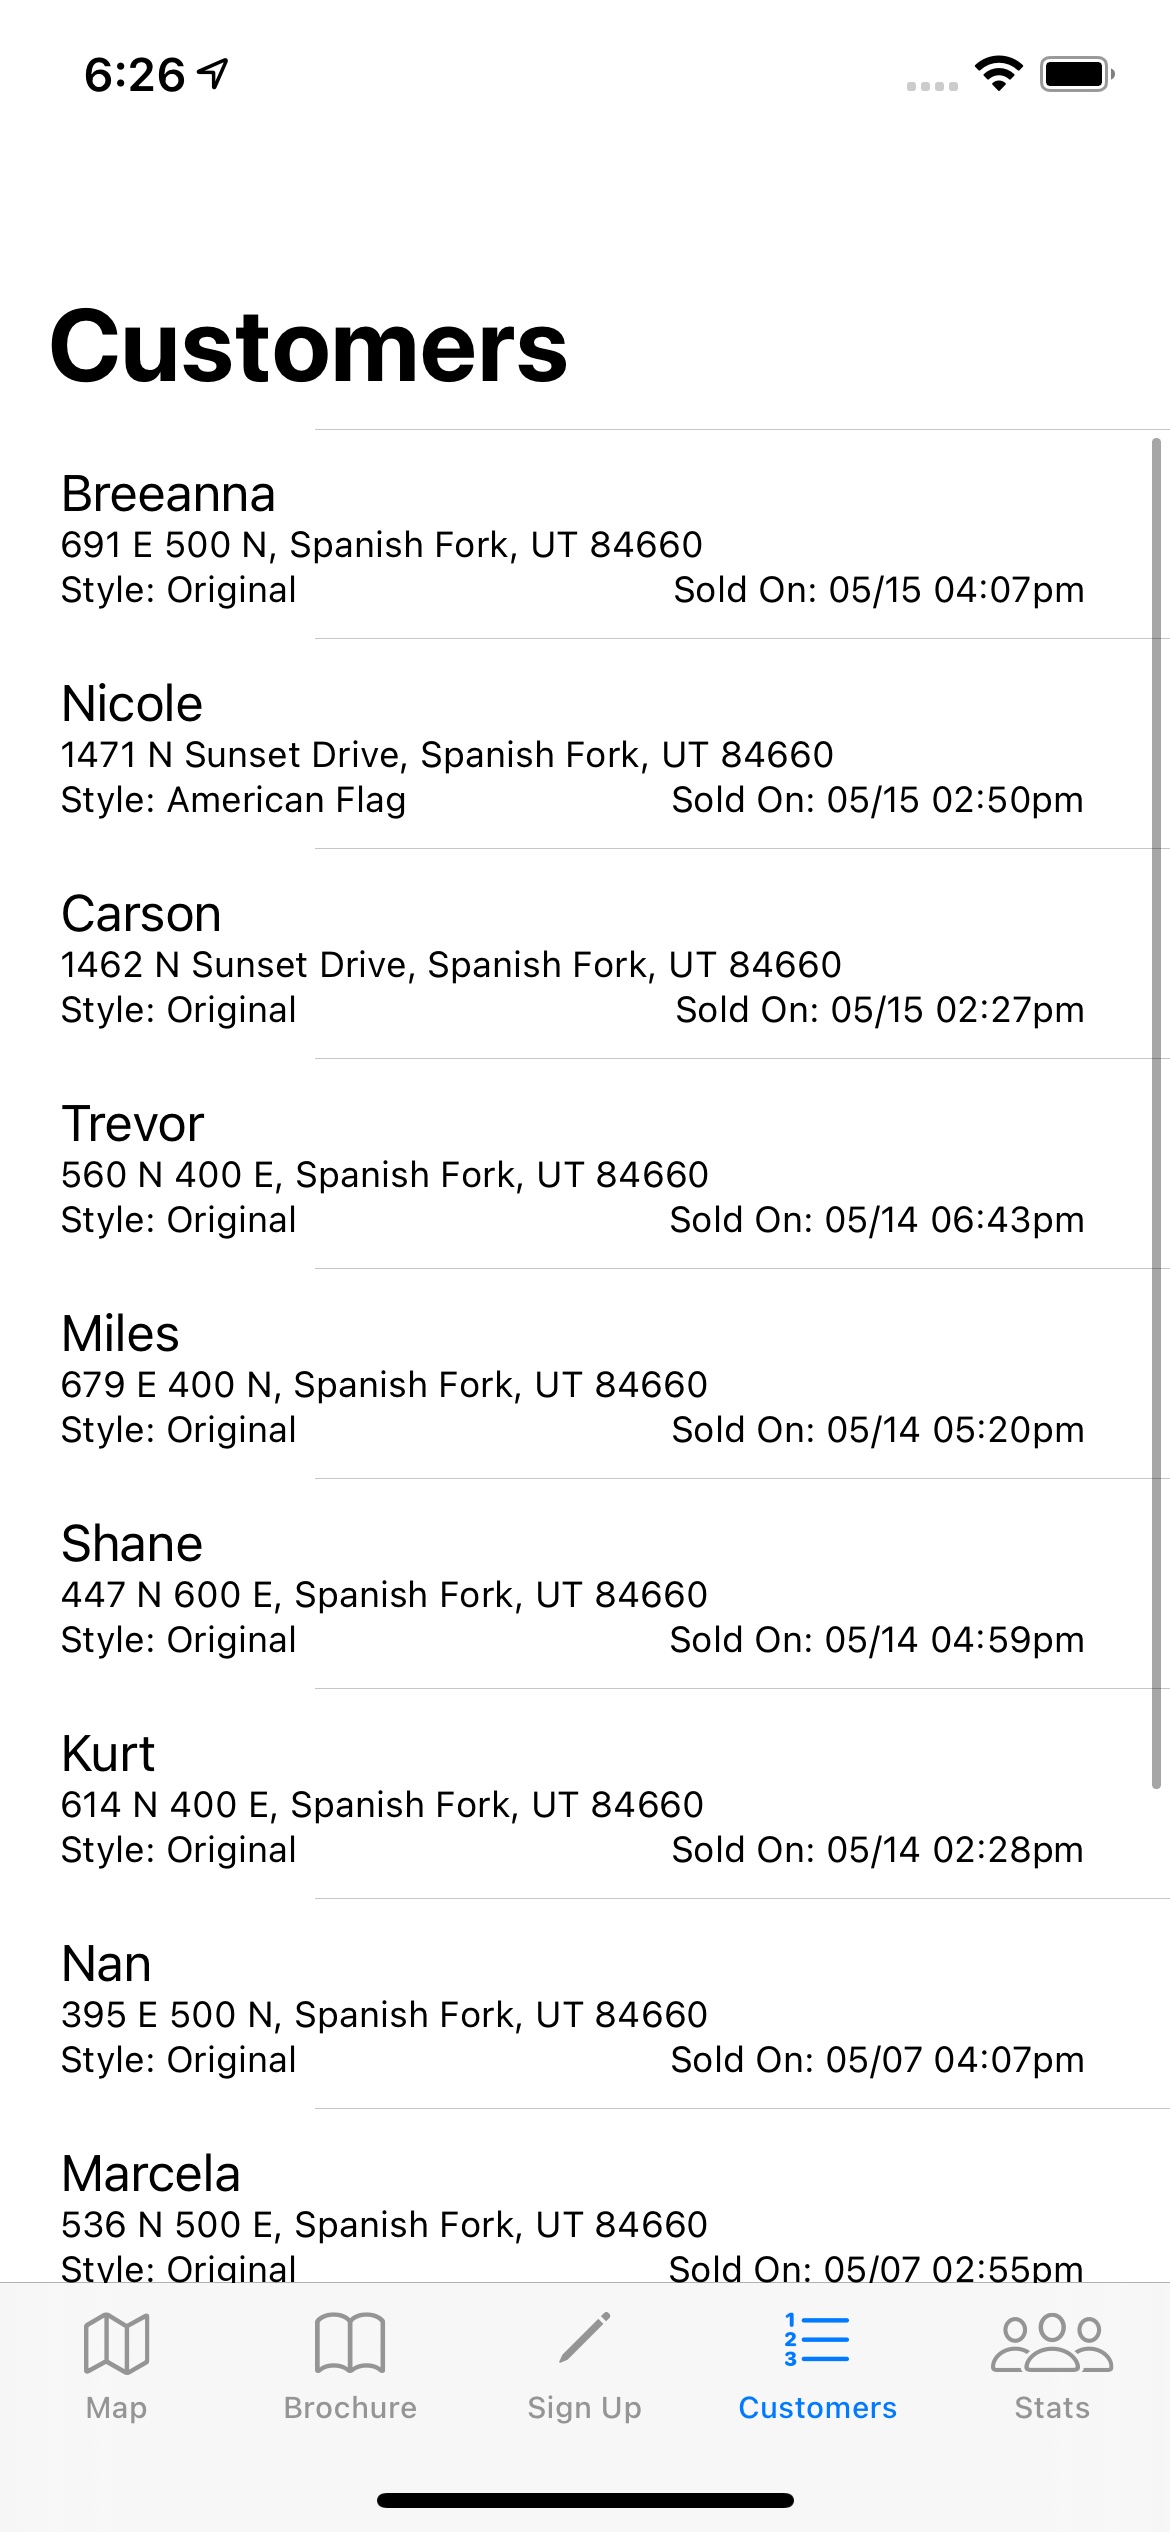 6:26
Customers
Breeanna
691 E 500 N, Spanish Fork, UT 84660
Style: Original Sold On: 05/15 04:07pm
Nicole
1471 N Sunset Drive, Spanish Fork, UT 84660
Style: American Flag Sold On: 05/15 02:50pm
Carson
1462 N Sunset Drive, Spanish Fork, UT 84660
Style: Original Sold On: 05/15 02:27pm
Trevor
560 N 400 E, Spanish Fork, UT 84660
Style: Original Sold On: 05/14 06:43pm
Miles
679 E 400 N, Spanish Fork, UT 84660
Style: Original Sold On: 05/14 05:20pm
Shane
447 N 600 E, Spanish Fork, UT 84660
Style: Original Sold On: 05/14 04:59pm
Kurt
614 N 400 E, Spanish Fork, UT 84660
Style: Original Sold On: 05/14 02:28pm
Nan
395 E 500 N, Spanish Fork, UT 84660
Style: Original Sold On: 05/07 04:07pm
Marcela
536 N 500 E, Spanish Fork, UT 84660
Style: Original Sold On: 05/07 02:55pm
Map Brochure Sign Up Customers Stats